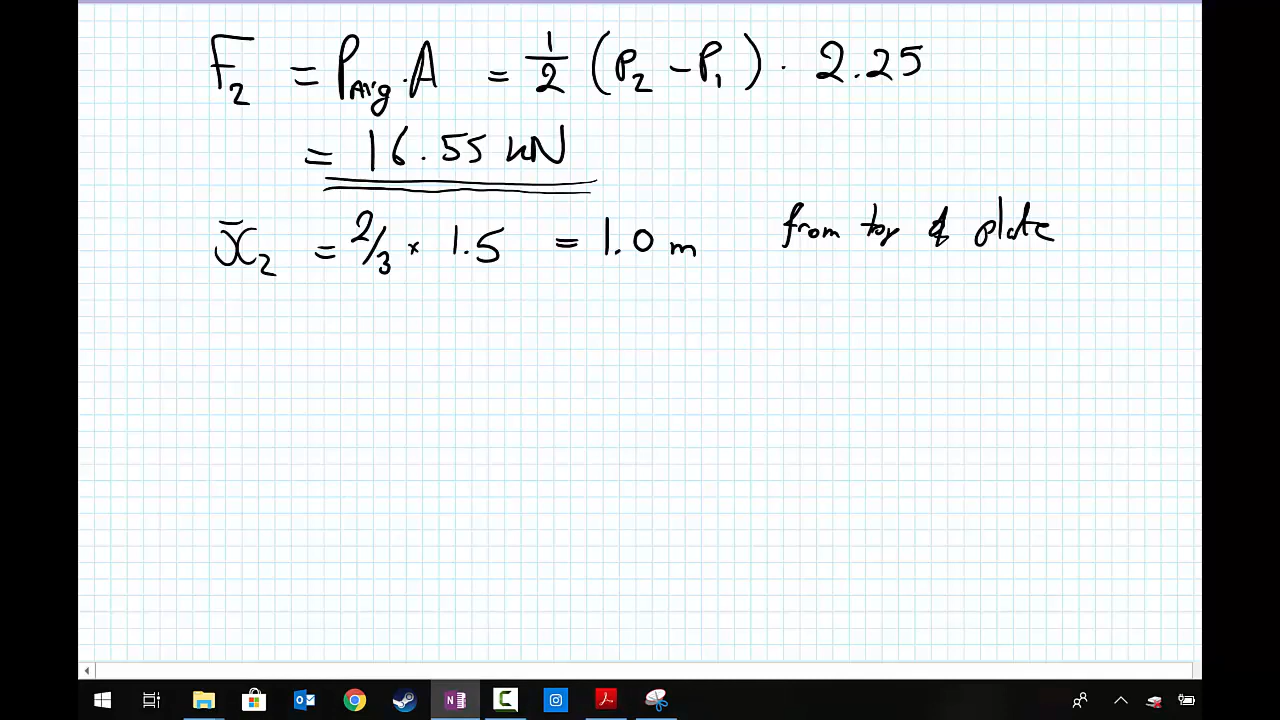 F₂ = P_Avg · A = 1/2 (P₂ - P₁) · 2.25
= 16.55 kN
x̄₂ = 2/3 × 1.5 = 1.0 m from top of plate